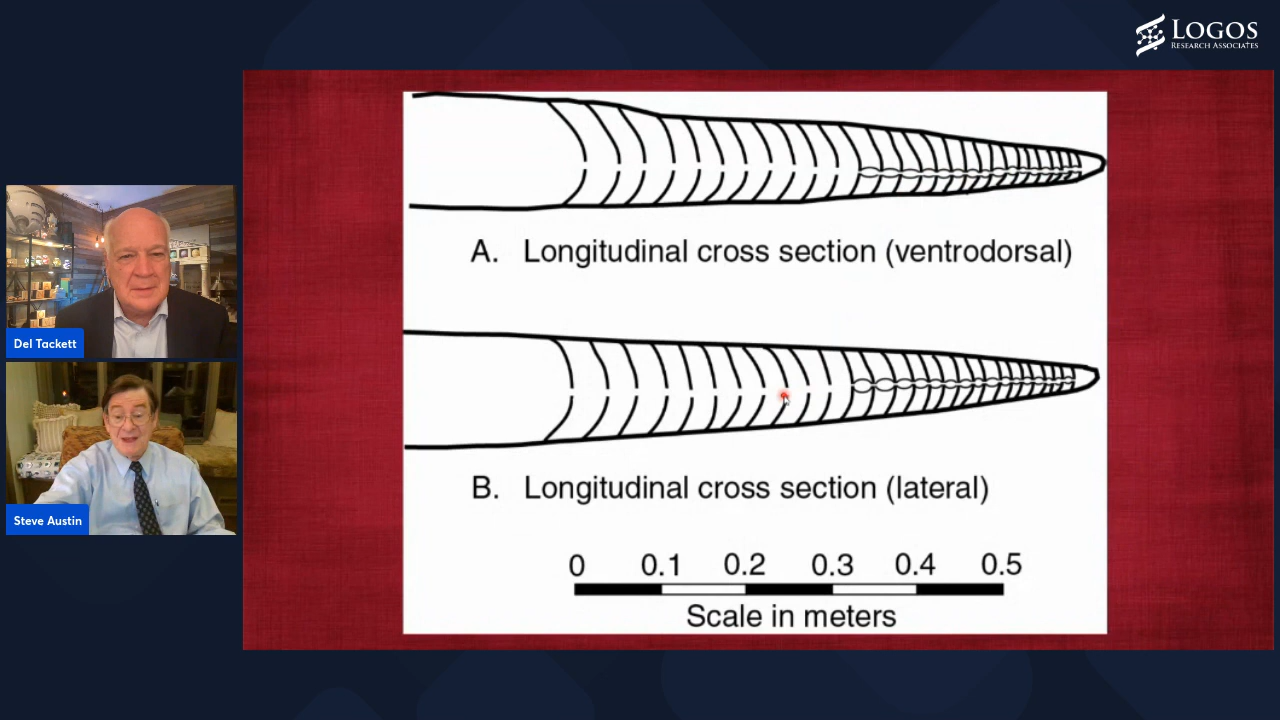 LOGOS
RESEARCH ASSOCIATES
A. Longitudinal cross section (ventrodorsal)
Del Tackett
B. Longitudinal cross section (lateral)
Steve Austin
0 0.1 0.2 0.3 0.4 0.5
Scale in meters